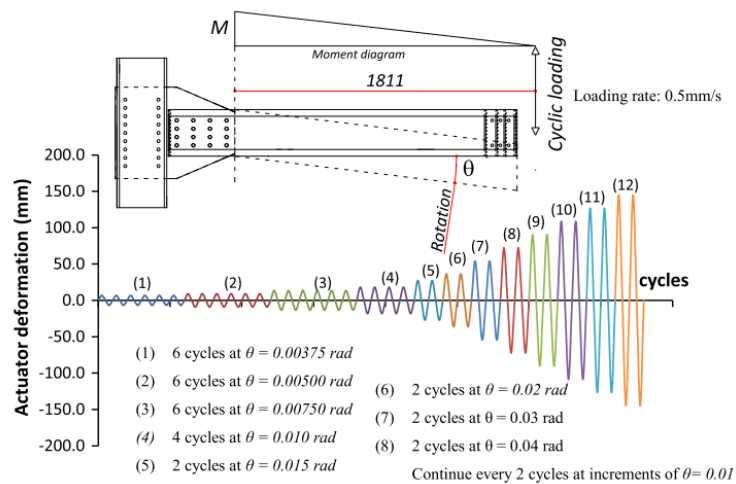 M
Moment diagram
1811
Cyclic loading
Loading rate: 0.5mm/s
θ
Rotation
Actuator deformation (mm)
200.0
150.0
100.0
50.0
0.0
-50.0
-100.0
-150.0
-200.0
(1)
(2)
(3)
(4)
(5)
(6)
(7)
(8)
(9)
(10)
(11)
(12)
cycles
(1) 6 cycles at θ = 0.00375 rad
(2) 6 cycles at θ = 0.00500 rad
(3) 6 cycles at θ = 0.00750 rad
(4) 4 cycles at θ = 0.010 rad
(5) 2 cycles at θ = 0.015 rad
(6) 2 cycles at θ = 0.02 rad
(7) 2 cycles at θ = 0.03 rad
(8) 2 cycles at θ = 0.04 rad
Continue every 2 cycles at increments of θ= 0.01